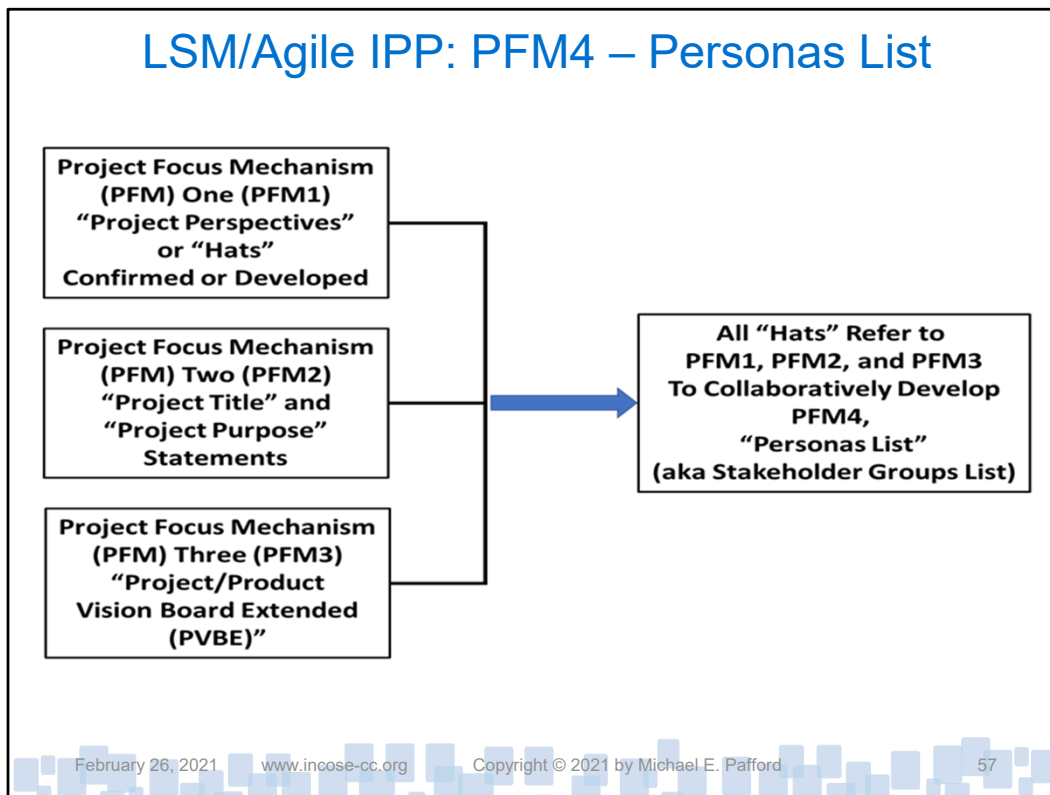 LSM/Agile IPP: PFM4 – Personas List
Project Focus Mechanism
(PFM) One (PFM1)
“Project Perspectives”
or “Hats”
Confirmed or Developed
Project Focus Mechanism
(PFM) Two (PFM2)
“Project Title” and
“Project Purpose”
Statements
Project Focus Mechanism
(PFM) Three (PFM3)
“Project/Product
Vision Board Extended
(PVBE)”
All “Hats” Refer to
PFM1, PFM2, and PFM3
To Collaboratively Develop
PFM4,
“Personas List”
(aka Stakeholder Groups List)
February 26, 2021 www.incose-cc.org Copyright © 2021 by Michael E. Pafford 57